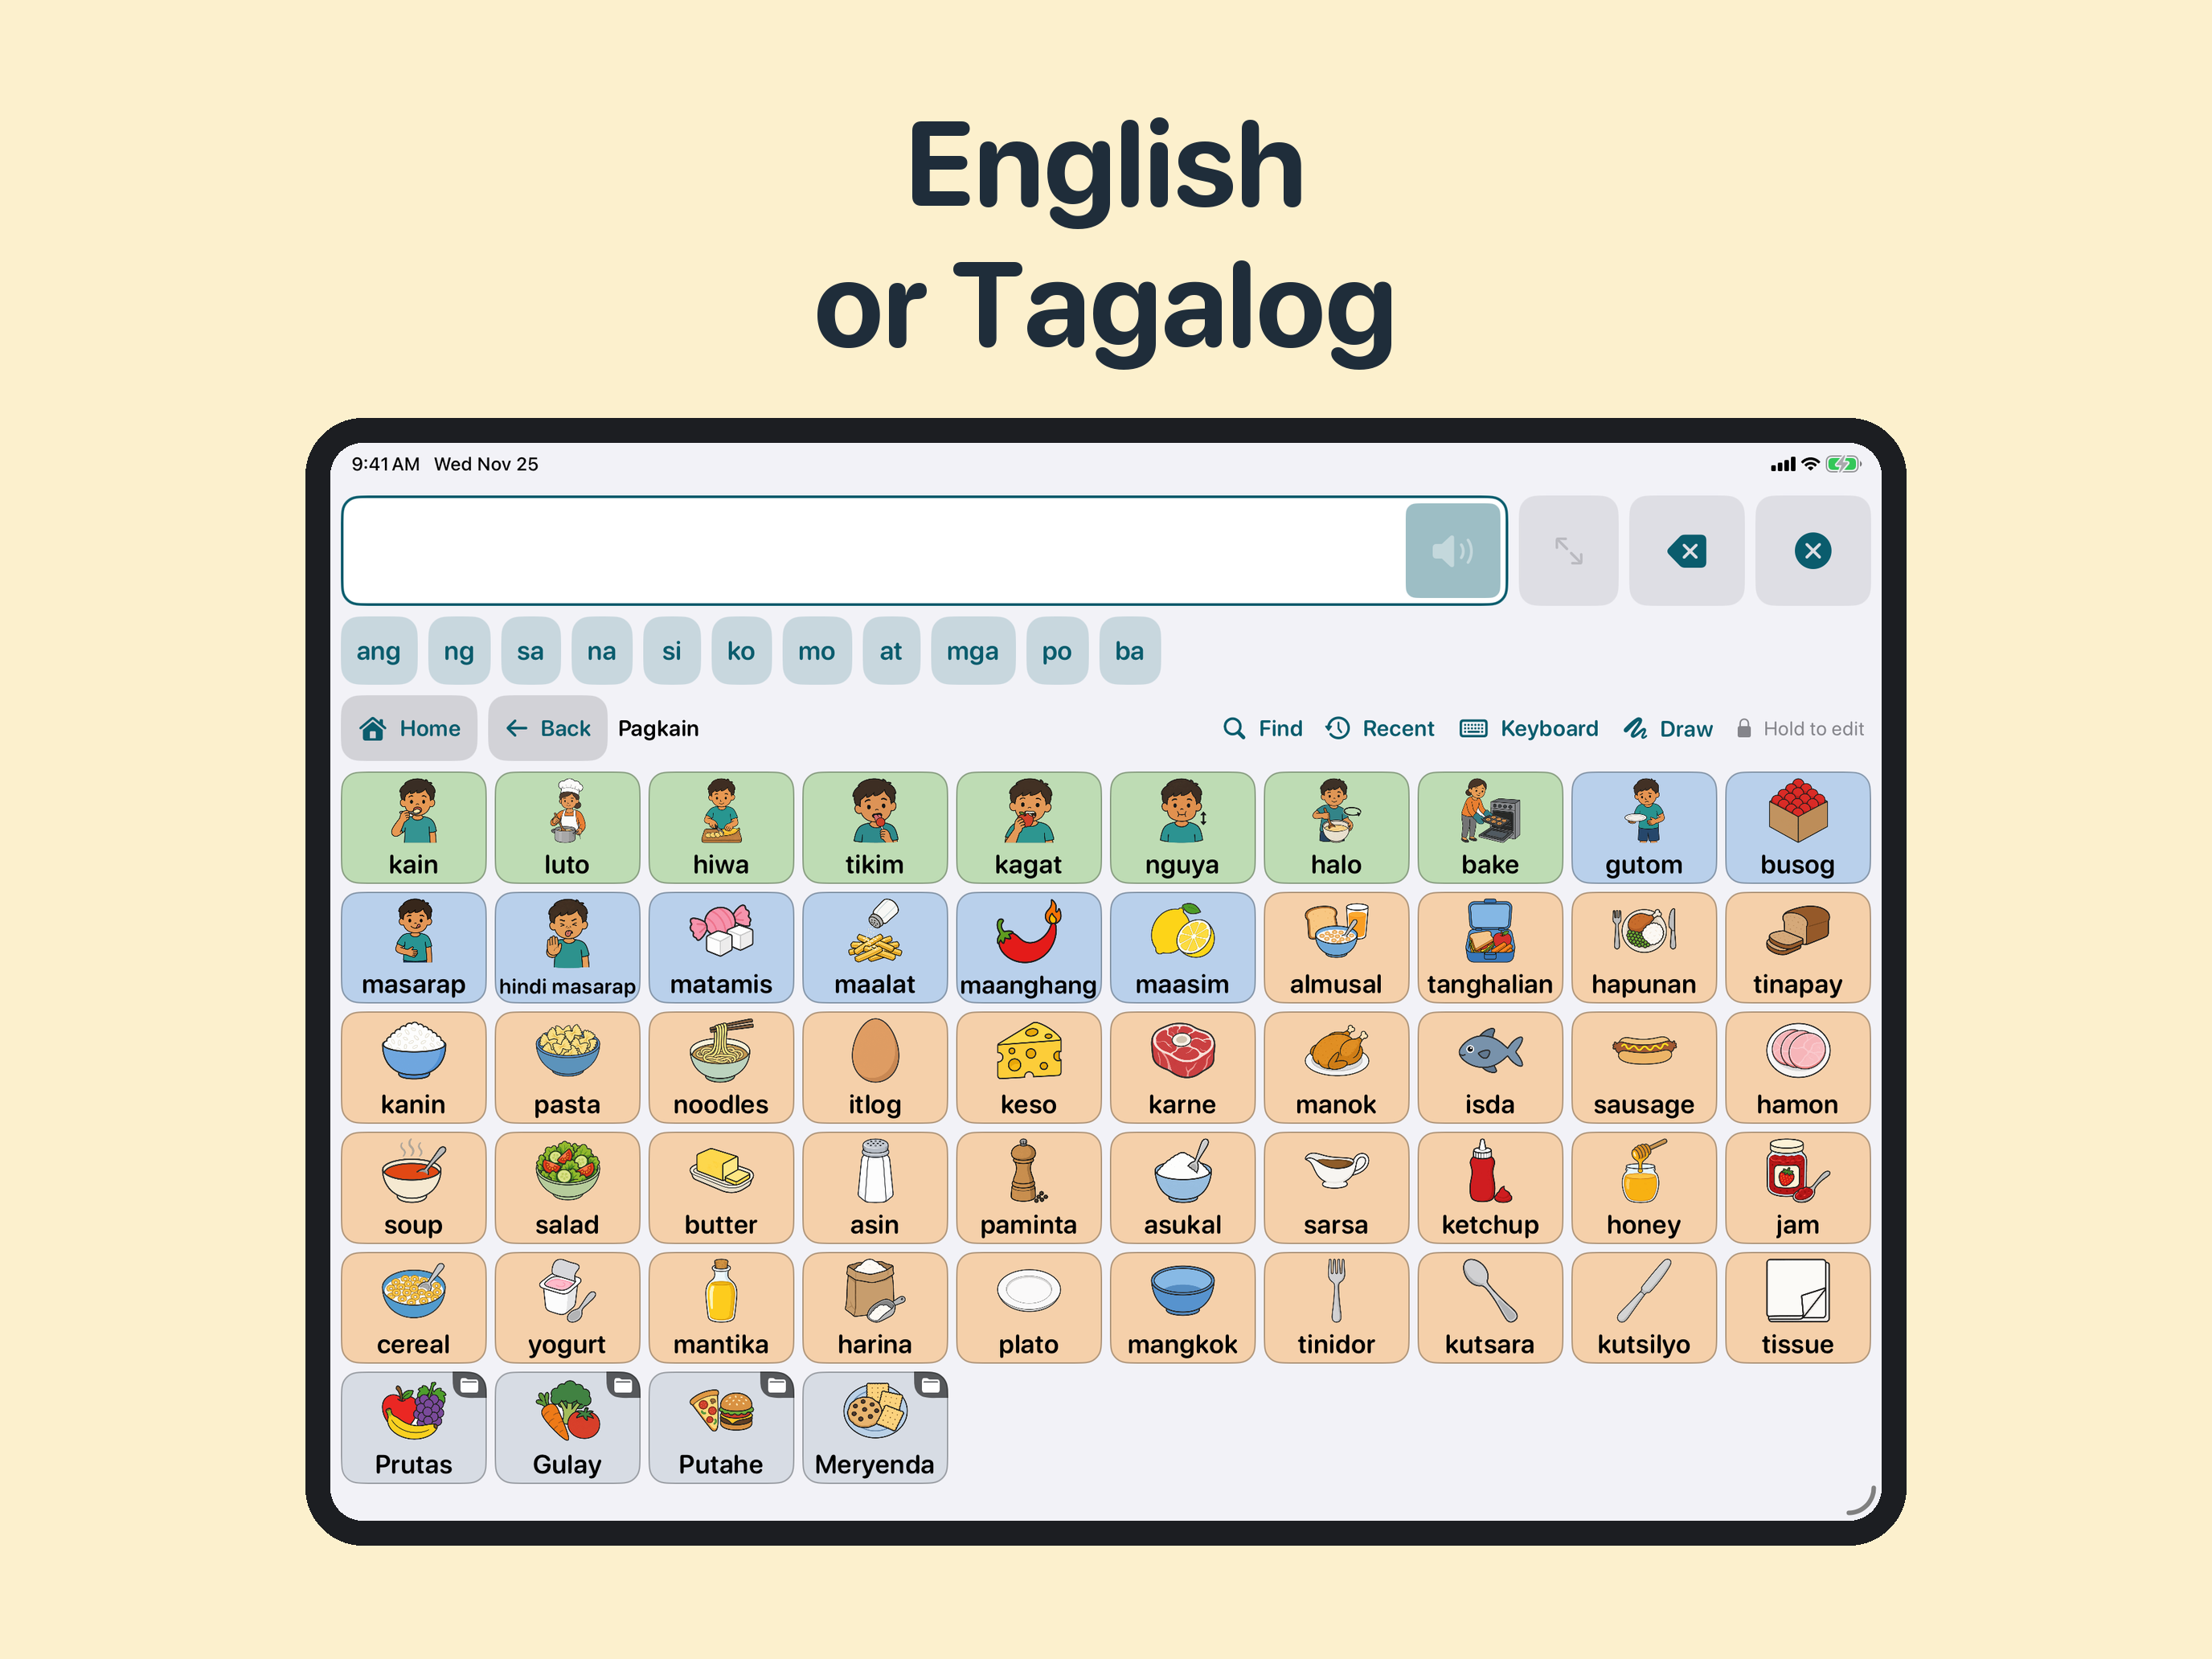 English
or Tagalog
9:41 AM Wed Nov 25
ang ng sa na si ko mo at mga po ba
Home Back Pagkain Find Recent Keyboard Draw Hold to edit
kain luto hiwa tikim kagat nguya halo bake gutom busog
masarap hindi masarap matamis maalat maanghang maasim almusal tanghalian hapunan tinapay
kanin pasta noodles itlog keso karne manok isda sausage hamon
soup salad butter asin paminta asukal sarsa ketchup honey jam
cereal yogurt mantika harina plato mangkok tinidor kutsara kutsilyo tissue
Prutas Gulay Putahe Meryenda